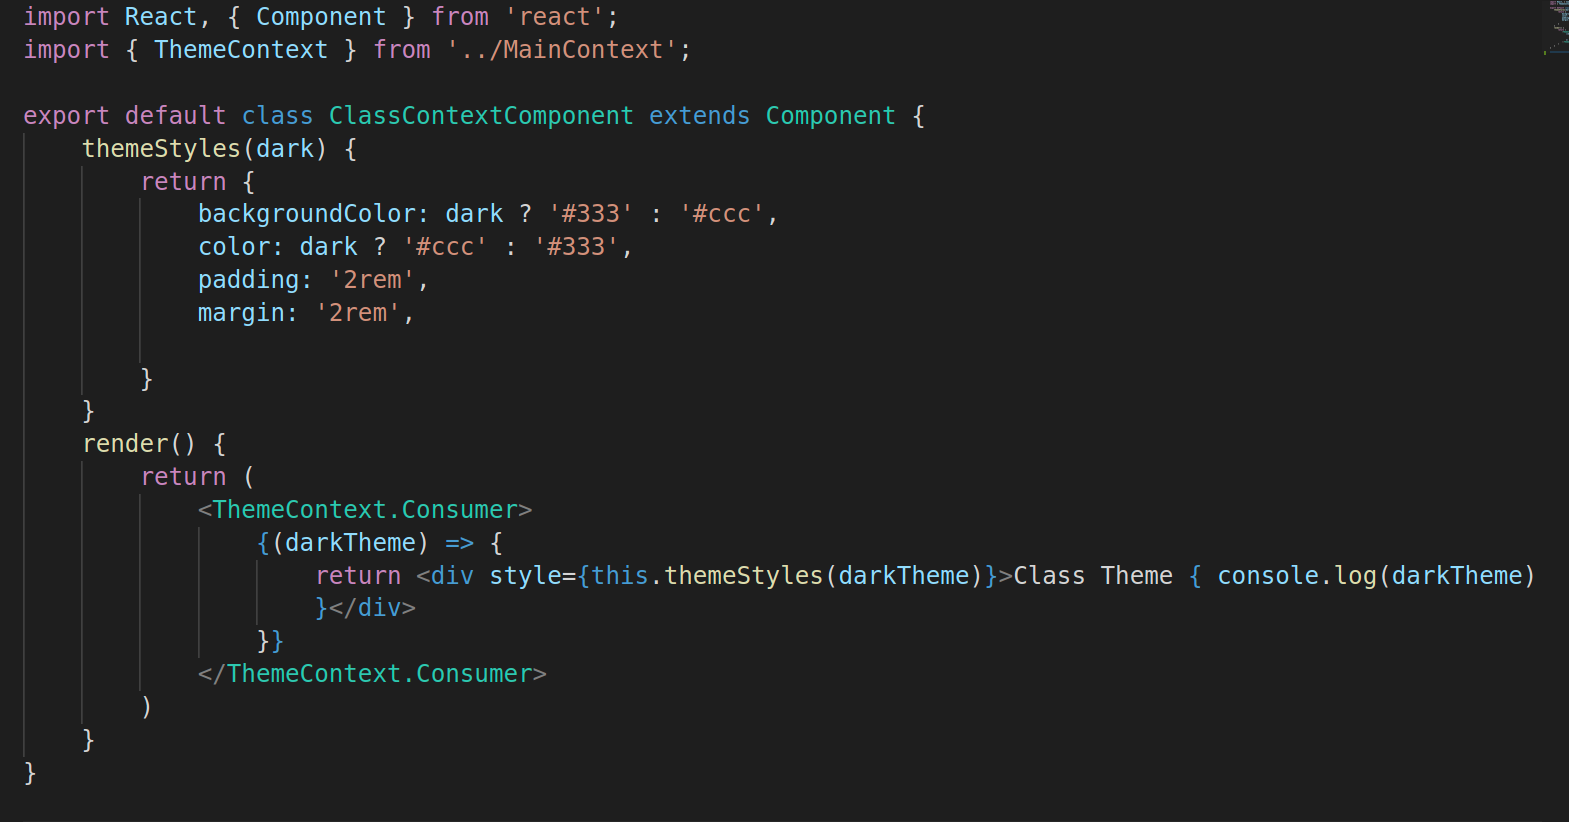 import React, { Component } from 'react';
import { ThemeContext } from '../MainContext';

export default class ClassContextComponent extends Component {
    themeStyles(dark) {
        return {
            backgroundColor: dark ? '#333' : '#ccc',
            color: dark ? '#ccc' : '#333',
            padding: '2rem',
            margin: '2rem',

        }
    }
    render() {
        return (
            <ThemeContext.Consumer>
                {(darkTheme) => {
                    return <div style={this.themeStyles(darkTheme)}>Class Theme { console.log(darkTheme)
                    }</div>
                }}
            </ThemeContext.Consumer>
        )
    }
}